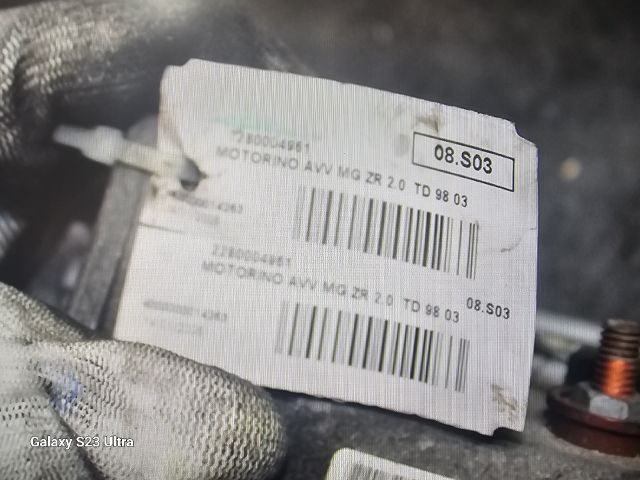 08.S03
2280004961
MOTORINO AVV MG ZR 2.0 TD 98 03
2280004961
MOTORINO AVV MG ZR 2.0 TD 98 03
08.S03
Galaxy S23 Ultra